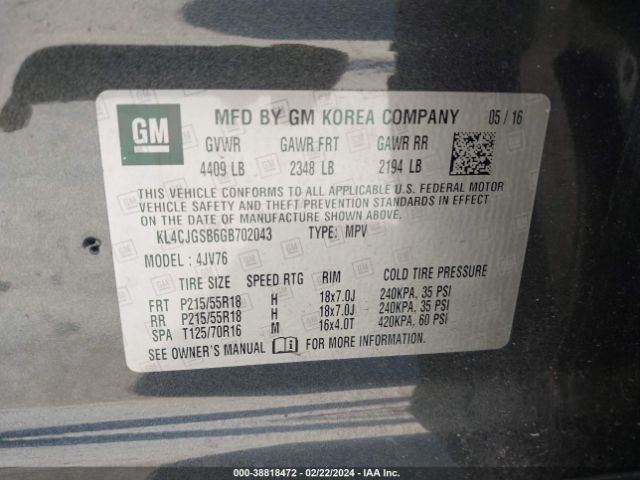 GM
MFD BY GM KOREA COMPANY 05 / 16
GVWR GAWR FRT GAWR RR
4409 LB 2348 LB 2194 LB
THIS VEHICLE CONFORMS TO ALL APPLICABLE U.S. FEDERAL MOTOR
VEHICLE SAFETY AND THEFT PREVENTION STANDARDS IN EFFECT
ON THE DATE OF MANUFACTURE SHOWN ABOVE.
KL4CJGSB6GB702043 TYPE: MPV
MODEL : 4JV76
TIRE SIZE SPEED RTG RIM COLD TIRE PRESSURE
FRT P215/55R18 H 18x7.0J 240KPA, 35 PSI
RR P215/55R18 H 18x7.0J 240KPA, 35 PSI
SPA T125/70R16 M 16x4.0T 420KPA, 60 PSI
SEE OWNER'S MANUAL i FOR MORE INFORMATION.
000-38818472 - 02/22/2024 - IAA Inc.